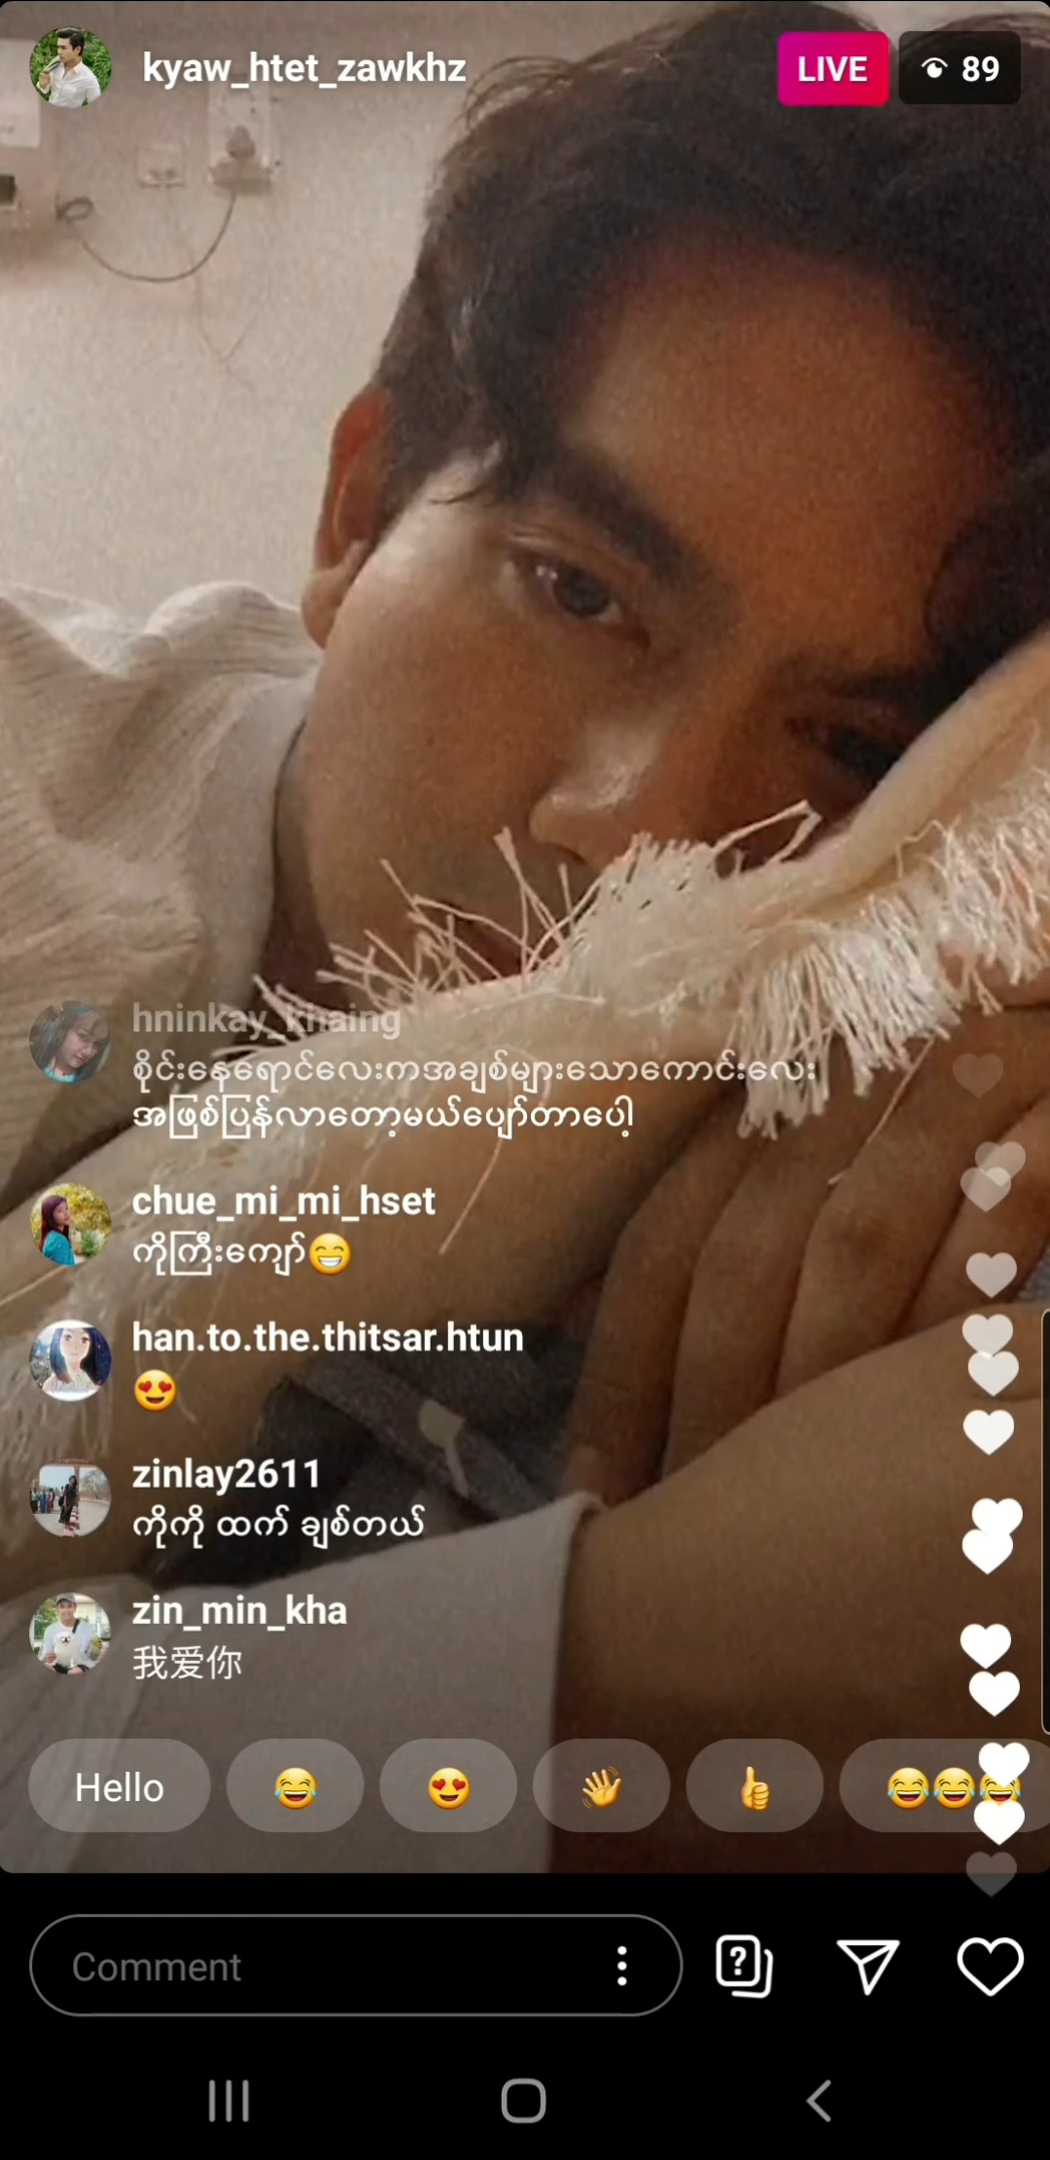 kyaw_htet_zawkhz
LIVE
89
hninkay_khaing
စိုင်းနေရောင်လေးကအချစ်များသောကောင်းလေး
အဖြစ်ပြန်လာတော့မယ်ပျော်တာပေါ့
chue_mi_mi_hset
ကိုကြီးကျော်😁
han.to.the.thitsar.htun
😍
zinlay2611
ကိုကို ထက် ချစ်တယ်
zin_min_kha
我爱你
Hello 😂 😍 👋 👍 😂😂😂
Comment